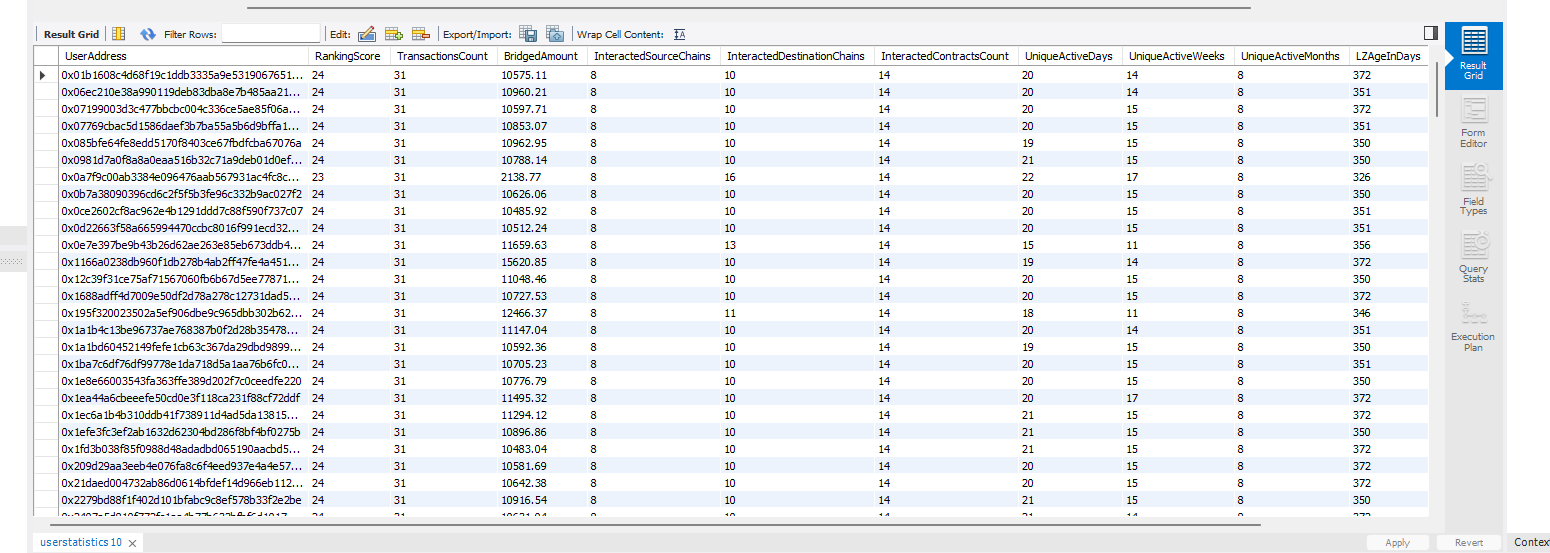 Result Grid Filter Rows: Edit: Export/Import: Wrap Cell Content:
UserAddress RankingScore TransactionsCount BridgedAmount InteractedSourceChains InteractedDestinationChains InteractedContractsCount UniqueActiveDays UniqueActiveWeeks UniqueActiveMonths LZAgeInDays
0x01b1608c4d68f19c1ddb3335a9e5319067651... 24 31 10575.11 8 10 14 20 14 8 372
0x06ec210e38a990119deb83dba8e7b485aa21... 24 31 10960.21 8 10 14 20 14 8 351
0x07199003d3c477bbcbc004c336ce5ae85f06a... 24 31 10597.71 8 10 14 20 15 8 372
0x07769cbac5d1586daef3b7ba55a5b6d9bffa1... 24 31 10853.07 8 10 14 20 15 8 351
0x085bfe64fe8edd5170f8403ce67fbdfcba67076a 24 31 10962.95 8 10 14 19 15 8 350
0x0981d7a0f8a8a0eaa516b32c71a9deb01d0ef... 24 31 10788.14 8 10 14 21 15 8 350
0x0a7f9c00ab3384e096476aab567931ac4fc8c... 23 31 2138.77 8 16 14 22 17 8 326
0x0b7a38090396cd6c2f5f5b3fe96c332b9ac027f2 24 31 10626.06 8 10 14 20 15 8 350
0x0ce2602cf8ac962e4b1291ddd7c88f590f737c07 24 31 10485.92 8 10 14 20 15 8 351
0x0d22663f58a665994470ccbc8016f991ecd32... 24 31 10512.24 8 10 14 20 15 8 351
0x0e7e397be9b43b26d62ae263e85eb673ddb4... 24 31 11659.63 8 13 14 15 11 8 356
0x1166a0238db960f1db278b4ab2ff47fe4a451... 24 31 15620.85 8 10 14 19 14 8 372
0x12c39f31ce75af71567060fb6b67d5ee77871... 24 31 11048.46 8 10 14 20 15 8 350
0x1688adff4d7009e50df2d78a278c12731dad5... 24 31 10727.53 8 10 14 20 15 8 372
0x195f320023502a5ef906dbe9c965dbb302b62... 24 31 12466.37 8 11 14 18 11 8 346
0x1a1b4c13be96737ae768387b0f2d28b35478... 24 31 11147.04 8 10 14 20 14 8 351
0x1a1bd60452149fefe1cb63c367da29dbd9899... 24 31 10592.36 8 10 14 19 15 8 350
0x1ba7c6df76df99778e1da718d5a1aa76b6fc0... 24 31 10705.23 8 10 14 20 15 8 351
0x1e8e66003543fa363ffe389d202f7c0ceedfe220 24 31 10776.79 8 10 14 20 15 8 350
0x1ea44a6cbeeefe50cd0e3f118ca231f88cf72ddf 24 31 11495.32 8 10 14 20 17 8 372
0x1ec6a1b4b310ddb41f738911d4ad5da13815... 24 31 11294.12 8 10 14 21 15 8 372
0x1efe3fc3ef2ab1632d62304bd286f8bf4bf0275b 24 31 10896.86 8 10 14 21 15 8 350
0x1fd3b038f85f0988d48adadbd065190aacbd5... 24 31 10483.04 8 10 14 21 15 8 372
0x209d29aa3eeb4e076fa8c6f4eed937e4a4e57... 24 31 10581.69 8 10 14 20 15 8 372
0x21daed004732ab86d0614bfdef14d966eb112... 24 31 10642.38 8 10 14 20 15 8 372
0x2279bd88f1f402d101bfabc9c8ef578b33f2e2be 24 31 10916.54 8 10 14 21 15 8 350
Result
Grid
Form
Editor
Field
Types
Query
Stats
Execution
Plan
userstatistics 10 Apply Revert Contex